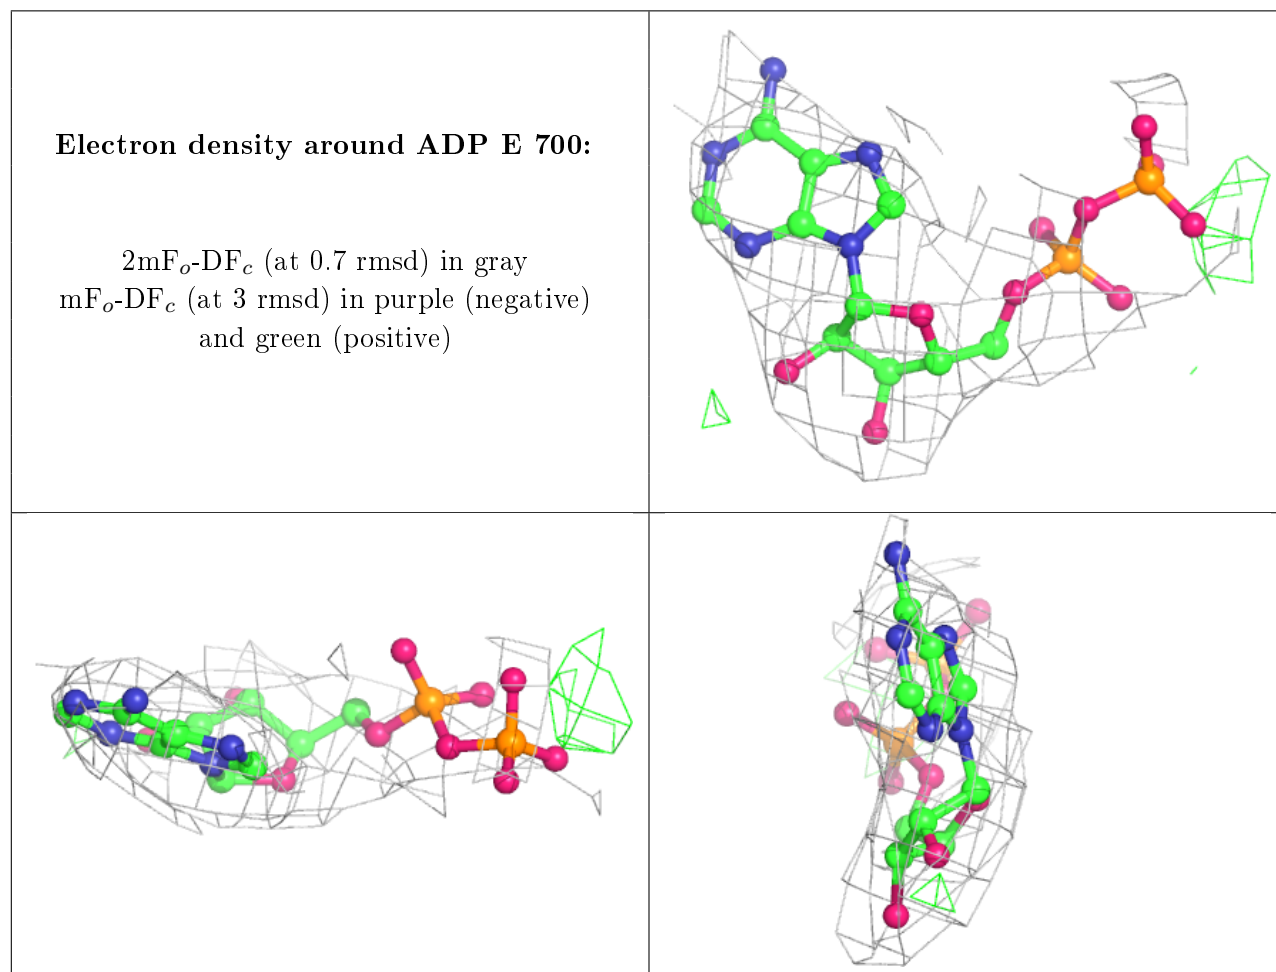 Electron density around ADP E 700:
2mFo-DFc (at 0.7 rmsd) in gray
mFo-DFc (at 3 rmsd) in purple (negative)
and green (positive)